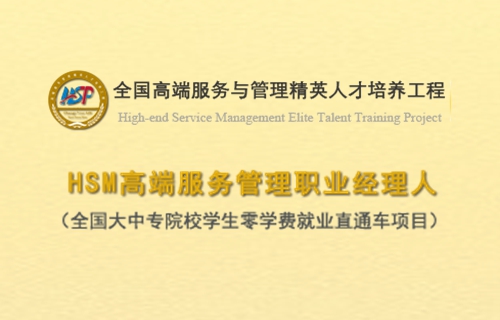 HSP
全国高端服务与管理精英人才培养工程
High-end Service Management Elite Talent Training Project
HSM高端服务管理职业经理人
（全国大中专院校学生零学费就业直通车项目）